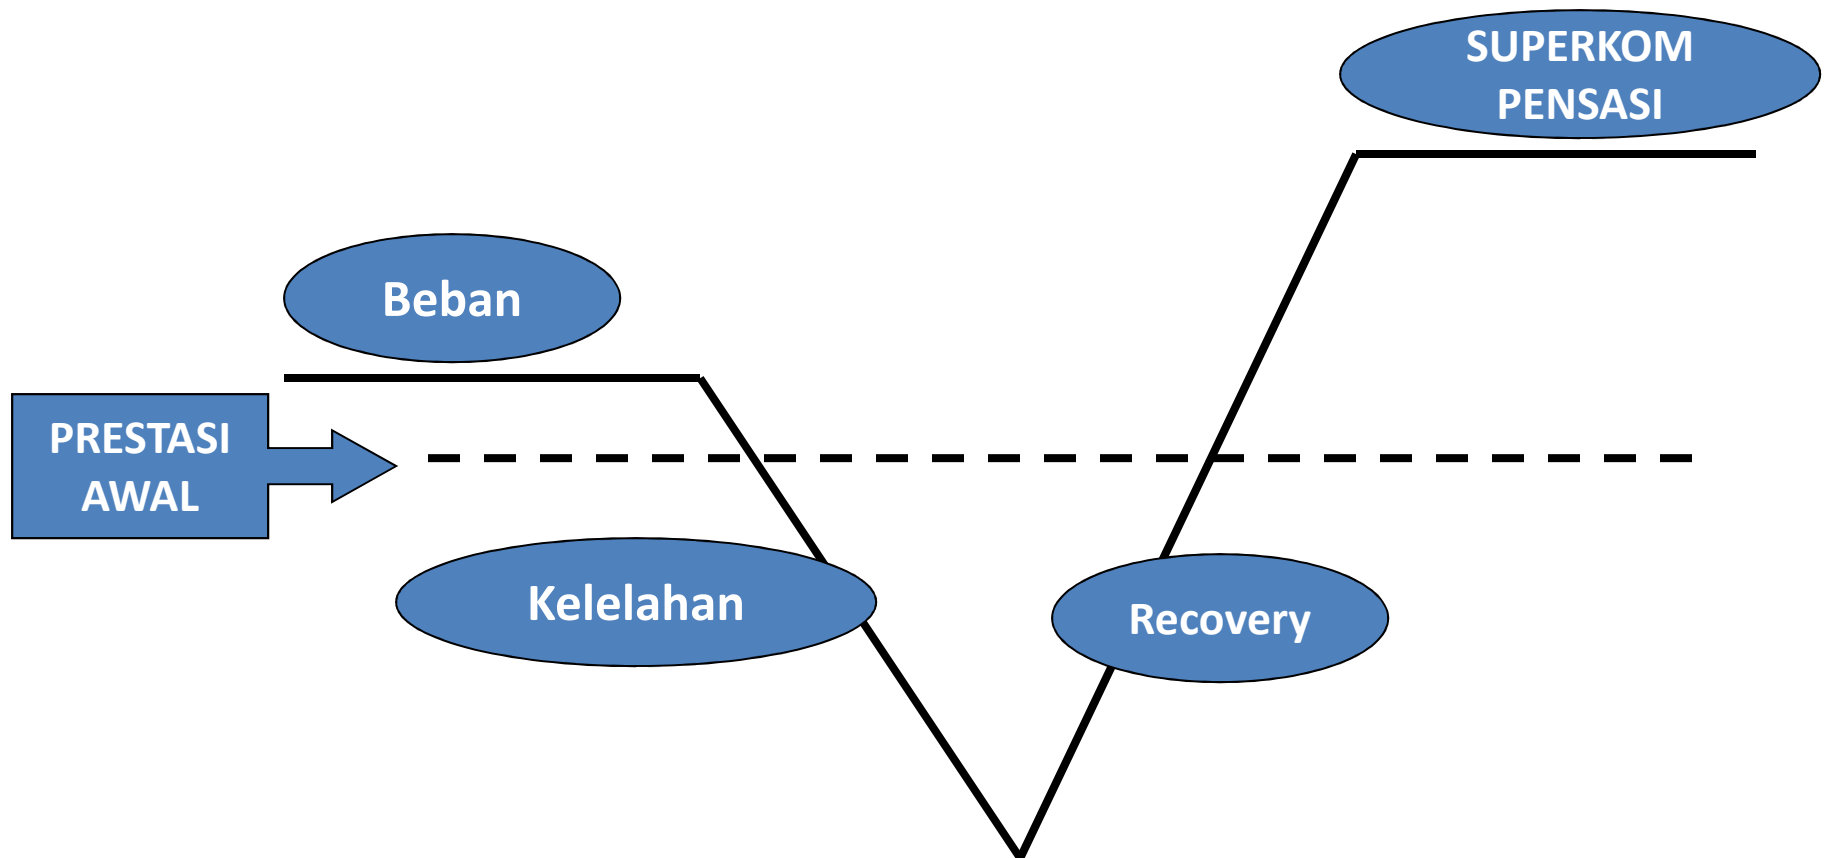 SUPERKOM
PENSASI
Beban
PRESTASI
AWAL
Kelelahan
Recovery